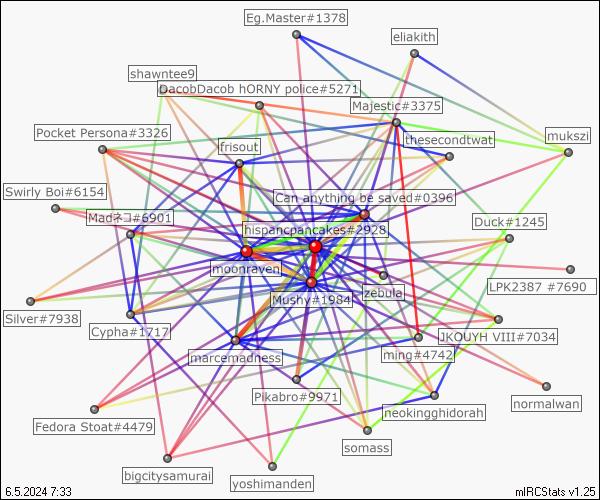 Eg.Master#1378
eliakith
shawntee9
DacobDacob hORNY police#5271
Majestic#3375
Pocket Persona#3326
thesecondtwat
mukszi
frisout
Swirly Boi#6154
Can anything be saved#0396
Madネコ#6901
Duck#1245
hispancpancakes#2928
moonraven
LPK2387 #7690
zebula
Mushy#1984
Silver#7938
Cypha#1717
JKOUYH VIII#7034
marcemadness
ming#4742
Pikabro#9971
normalwan
neokingghidorah
Fedora Stoat#4479
somass
bigcitysamurai
yoshimanden
6.5.2024 7:33
mIRCStats v1.25